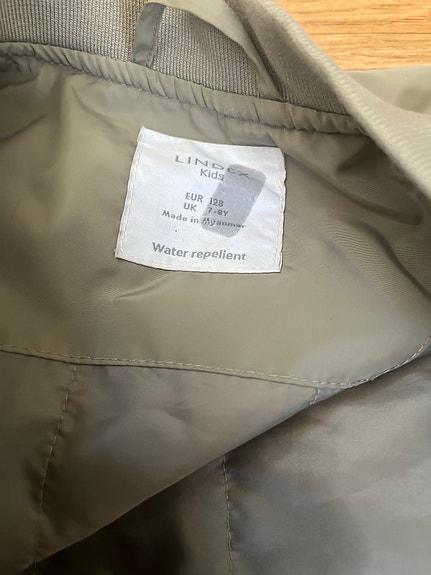 LINDEX
Kids
EUR 128
UK 7-8Y
Made in Myanmar
Water repellent